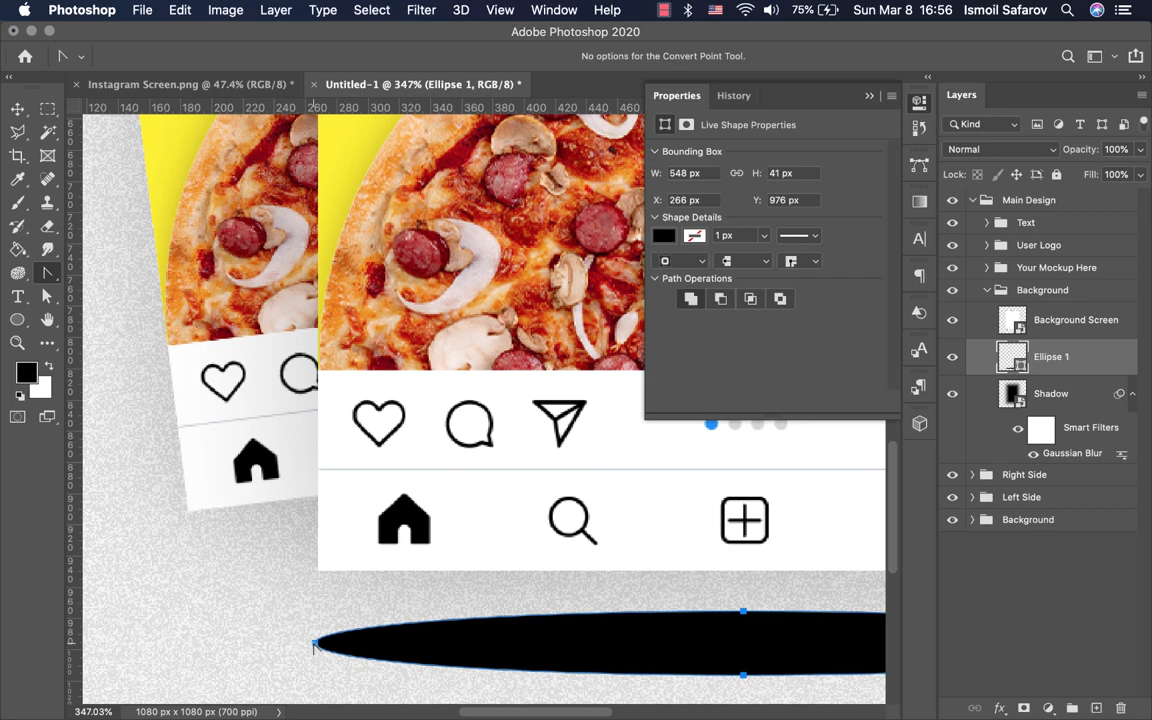 Photoshop File Edit Image Layer Type Select Filter 3D View Window Help 75% Sun Mar 8 16:56 Ismoil Safarov
Adobe Photoshop 2020
No options for the Convert Point Tool.
Instagram Screen.png @ 47.4% (RGB/8) *
Untitled-1 @ 347% (Ellipse 1, RGB/8) *
120 140 160 180 200 220 240 260 280 300 320 340 360 380 400 420 440 460
Properties History
Live Shape Properties
Bounding Box
W: 548 px H: 41 px
X: 266 px Y: 976 px
Shape Details
1 px
Path Operations
Layers
Kind
Normal Opacity: 100%
Lock: Fill: 100%
Main Design
Text
User Logo
Your Mockup Here
Background
Background Screen
Ellipse 1
Shadow
Smart Filters
Gaussian Blur
Right Side
Left Side
Background
347.03% 1080 px x 1080 px (700 ppi)